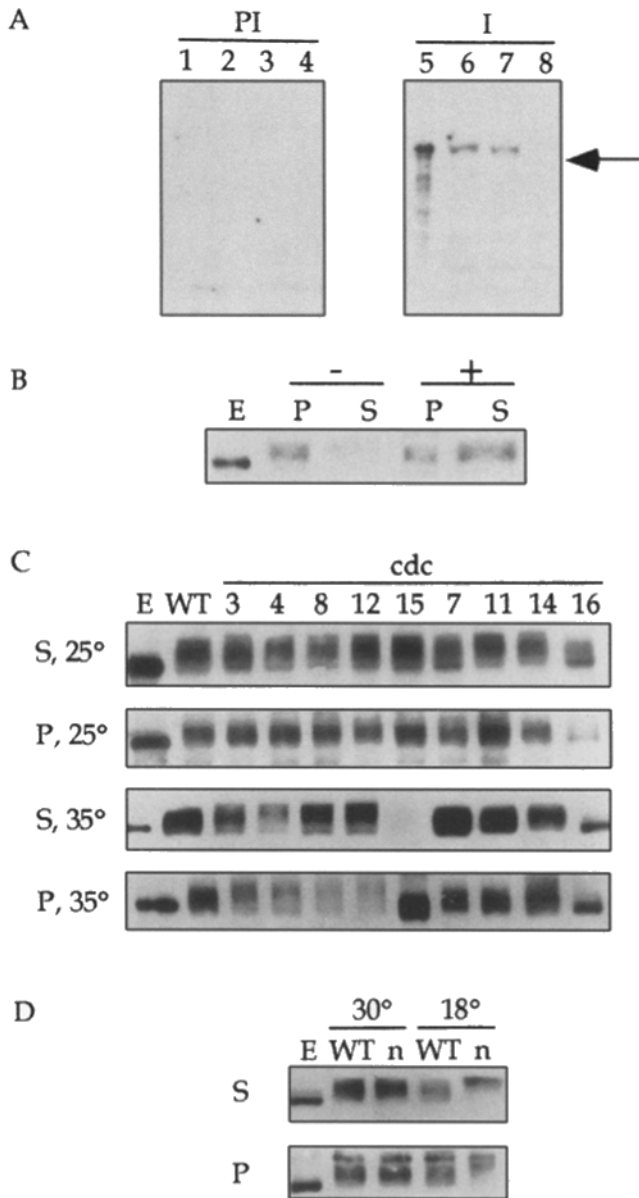 A
PI I
1 2 3 4 5 6 7 8
B
- +
E P S P S
C
cdc
E WT 3 4 8 12 15 7 11 14 16
S, 25°
P, 25°
S, 35°
P, 35°
D
30° 18°
E WT n WT n
S
P